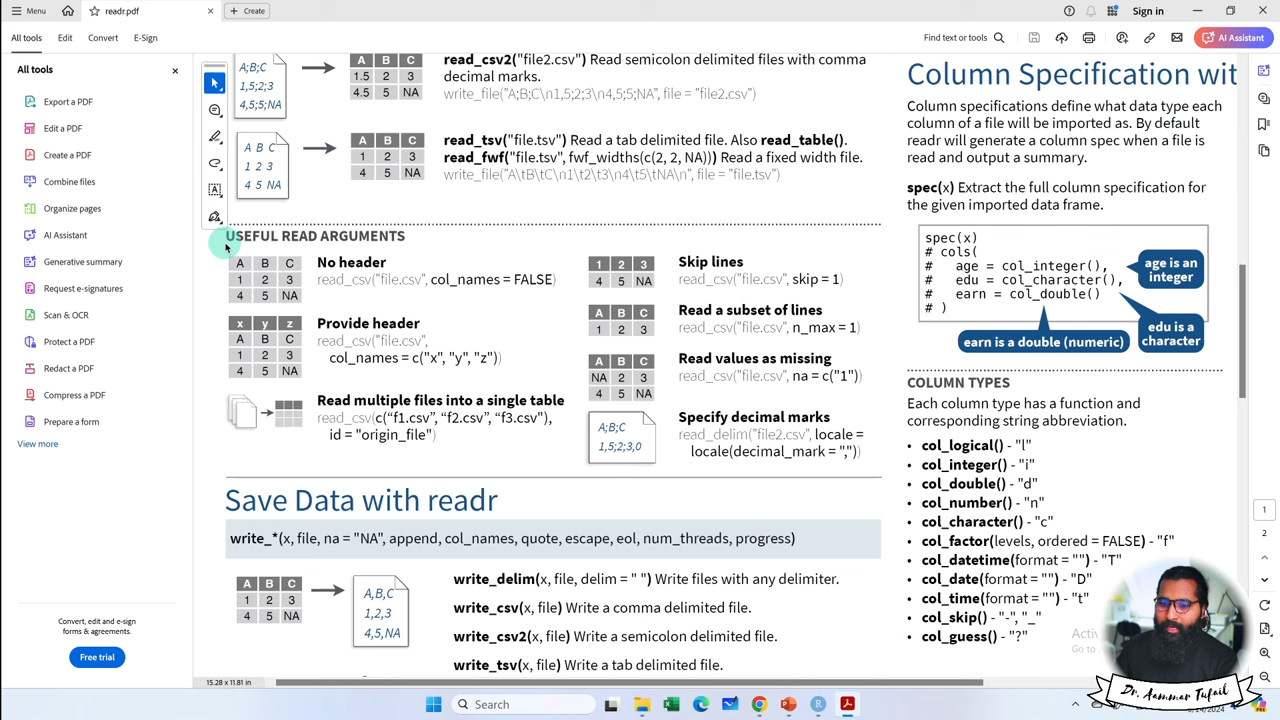 Menu
readr.pdf
Create
Sign in
All tools
Edit
Convert
E-Sign
Find text or tools
AI Assistant
All tools
Export a PDF
Edit a PDF
Create a PDF
Combine files
Organize pages
AI Assistant
Generative summary
Request e-signatures
Scan & OCR
Protect a PDF
Redact a PDF
Compress a PDF
Prepare a form
View more
Convert, edit and e-sign
forms & agreements.
Free trial
A;B;C
1,5;2;3
4,5;5;NA
A B C
1.5 2 3
4.5 5 NA
read_csv2("file2.csv") Read semicolon delimited files with comma
decimal marks.
write_file("A;B;C\n1,5;2;3\n4,5;5;NA", file = "file2.csv")
A B C
1 2 3
4 5 NA
A B C
1 2 3
4 5 NA
read_tsv("file.tsv") Read a tab delimited file. Also read_table().
read_fwf("file.tsv", fwf_widths(c(2, 2, NA))) Read a fixed width file.
write_file("A\tB\tC\n1\t2\t3\n4\t5\tNA\n", file = "file.tsv")
USEFUL READ ARGUMENTS
A B C
1 2 3
4 5 NA
No header
read_csv("file.csv", col_names = FALSE)
x y z
A B C
1 2 3
4 5 NA
Provide header
read_csv("file.csv",
col_names = c("x", "y", "z"))
Read multiple files into a single table
read_csv(c(“f1.csv”, “f2.csv”, “f3.csv”),
id = "origin_file")
1 2 3
4 5 NA
Skip lines
read_csv("file.csv", skip = 1)
A B C
1 2 3
Read a subset of lines
read_csv("file.csv", n_max = 1)
A B C
NA 2 3
4 5 NA
Read values as missing
read_csv("file.csv", na = c("1"))
A;B;C
1,5;2;3,0
Specify decimal marks
read_delim("file2.csv", locale =
locale(decimal_mark = ","))
Save Data with readr
write_*(x, file, na = "NA", append, col_names, quote, escape, eol, num_threads, progress)
A B C
1 2 3
4 5 NA
A,B,C
1,2,3
4,5,NA
write_delim(x, file, delim = " ") Write files with any delimiter.
write_csv(x, file) Write a comma delimited file.
write_csv2(x, file) Write a semicolon delimited file.
write_tsv(x, file) Write a tab delimited file.
Column Specification wit
Column specifications define what data type each
column of a file will be imported as. By default
readr will generate a column spec when a file is
read and output a summary.
spec(x) Extract the full column specification for
the given imported data frame.
spec(x)
# cols(
# age = col_integer(),
# edu = col_character(),
# earn = col_double()
# )
age is an
integer
edu is a
character
earn is a double (numeric)
COLUMN TYPES
Each column type has a function and
corresponding string abbreviation.
• col_logical() - "l"
• col_integer() - "i"
• col_double() - "d"
• col_number() - "n"
• col_character() - "c"
• col_factor(levels, ordered = FALSE) - "f"
• col_datetime(format = "") - "T"
• col_date(format = "") - "D"
• col_time(format = "") - "t"
• col_skip() - "-", "_"
• col_guess() - "?"
1
2
15.28 x 11.81 in
Search
Dr. Aammar Tufail